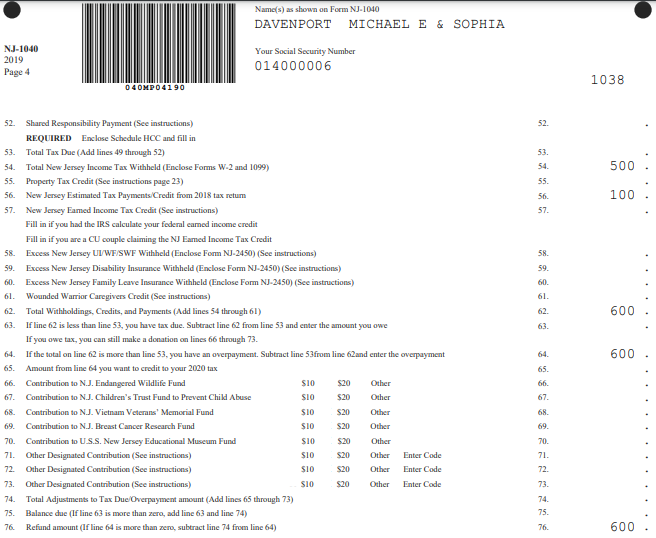 Name(s) as shown on Form NJ-1040
DAVENPORT MICHAEL E & SOPHIA
NJ-1040
2019
Page 4
Your Social Security Number
014000006
040MP04190
1038
52. Shared Responsibility Payment (See instructions) 52. .
REQUIRED Enclose Schedule HCC and fill in
53. Total Tax Due (Add lines 49 through 52) 53. .
54. Total New Jersey Income Tax Withheld (Enclose Forms W-2 and 1099) 54. 500 .
55. Property Tax Credit (See instructions page 23) 55. .
56. New Jersey Estimated Tax Payments/Credit from 2018 tax return 56. 100 .
57. New Jersey Earned Income Tax Credit (See instructions) 57. .
Fill in if you had the IRS calculate your federal earned income credit
Fill in if you are a CU couple claiming the NJ Earned Income Tax Credit
58. Excess New Jersey UI/WF/SWF Withheld (Enclose Form NJ-2450) (See instructions) 58. .
59. Excess New Jersey Disability Insurance Withheld (Enclose Form NJ-2450) (See instructions) 59. .
60. Excess New Jersey Family Leave Insurance Withheld (Enclose Form NJ-2450) (See instructions) 60. .
61. Wounded Warrior Caregivers Credit (See instructions) 61. .
62. Total Withholdings, Credits, and Payments (Add lines 54 through 61) 62. 600 .
63. If line 62 is less than line 53, you have tax due. Subtract line 62 from line 53 and enter the amount you owe 63. .
If you owe tax, you can still make a donation on lines 66 through 73.
64. If the total on line 62 is more than line 53, you have an overpayment. Subtract line 53from line 62and enter the overpayment 64. 600 .
65. Amount from line 64 you want to credit to your 2020 tax 65. .
66. Contribution to N.J. Endangered Wildlife Fund $10 $20 Other 66. .
67. Contribution to N.J. Children's Trust Fund to Prevent Child Abuse $10 $20 Other 67. .
68. Contribution to N.J. Vietnam Veterans' Memorial Fund $10 $20 Other 68. .
69. Contribution to N.J. Breast Cancer Research Fund $10 $20 Other 69. .
70. Contribution to U.S.S. New Jersey Educational Museum Fund $10 $20 Other 70. .
71. Other Designated Contribution (See instructions) $10 $20 Other Enter Code 71. .
72. Other Designated Contribution (See instructions) $10 $20 Other Enter Code 72. .
73. Other Designated Contribution (See instructions) $10 $20 Other Enter Code 73. .
74. Total Adjustments to Tax Due/Overpayment amount (Add lines 65 through 73) 74. .
75. Balance due (If line 63 is more than zero, add line 63 and line 74) 75. .
76. Refund amount (If line 64 is more than zero, subtract line 74 from line 64) 76. 600 .